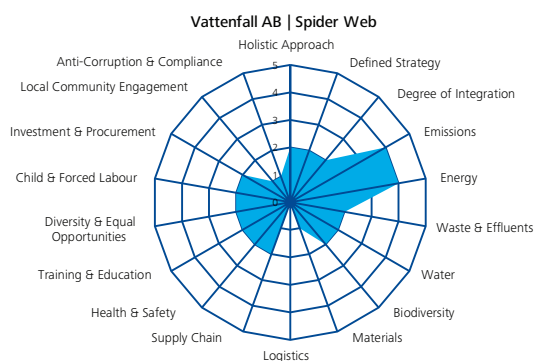 Vattenfall AB | Spider Web
Holistic Approach
Anti-Corruption & Compliance
Defined Strategy
Local Community Engagement
Degree of Integration
Investment & Procurement
Emissions
Child & Forced Labour
Energy
Diversity & Equal
Opportunities
Waste & Effluents
Training & Education
Water
Health & Safety
Biodiversity
Supply Chain
Materials
Logistics
5
4
3
2
1
0